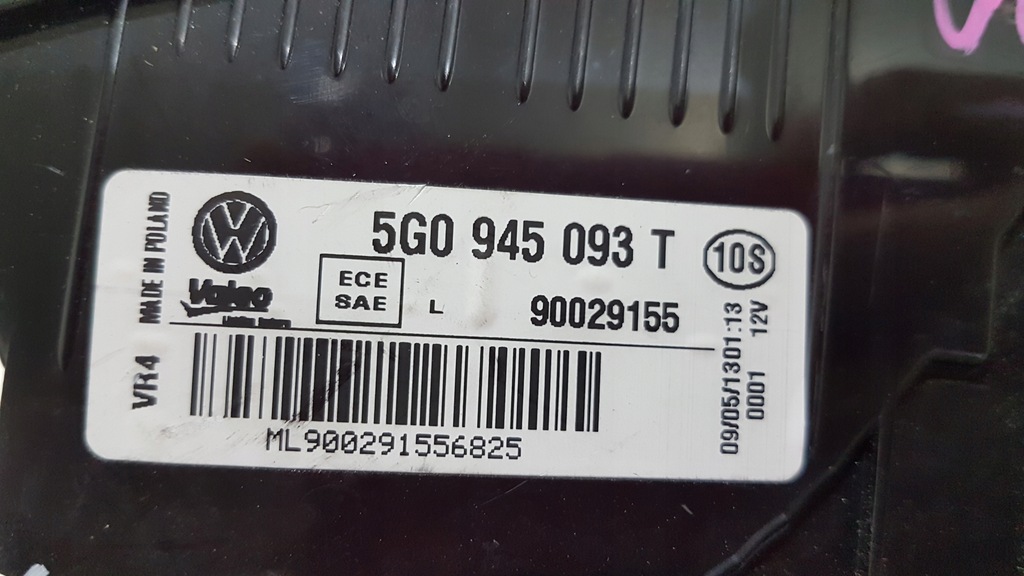 MADE IN POLAND
VW
5G0 945 093 T
10S
Valeo
ECE
SAE
L
90029155
VR4
ML900291556825
09/05/1301:13
0001 12V